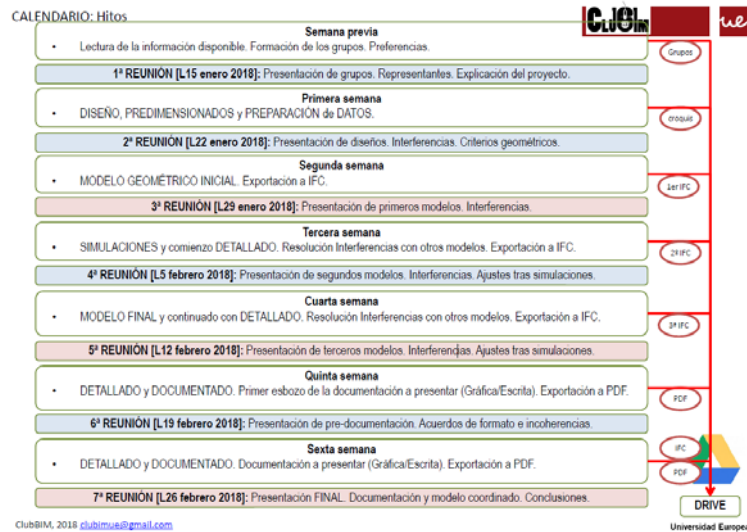 CALENDARIO: Hitos
CLUBIM
ue
Semana previa
• Lectura de la información disponible. Formación de los grupos. Preferencias.
Grupos
1ª REUNIÓN [L15 enero 2018]: Presentación de grupos. Representantes. Explicación del proyecto.
Primera semana
• DISEÑO, PREDIMENSIONADOS y PREPARACIÓN de DATOS.
croquis
2ª REUNIÓN [L22 enero 2018]: Presentación de diseños. Interferencias. Criterios geométricos.
Segunda semana
• MODELO GEOMÉTRICO INICIAL. Exportación a IFC.
1er IFC
3ª REUNIÓN [L29 enero 2018]: Presentación de primeros modelos. Interferencias.
Tercera semana
• SIMULACIONES y comienzo DETALLADO. Resolución Interferencias con otros modelos. Exportación a IFC.
2º IFC
4ª REUNIÓN [L5 febrero 2018]: Presentación de segundos modelos. Interferencias. Ajustes tras simulaciones.
Cuarta semana
• MODELO FINAL y continuado con DETALLADO. Resolución Interferencias con otros modelos. Exportación a IFC.
3º IFC
5ª REUNIÓN [L12 febrero 2018]: Presentación de terceros modelos. Interferencias. Ajustes tras simulaciones.
Quinta semana
• DETALLADO y DOCUMENTADO. Primer esbozo de la documentación a presentar (Gráfica/Escrita). Exportación a PDF.
PDF
6ª REUNIÓN [L19 febrero 2018]: Presentación de pre-documentación. Acuerdos de formato e incoherencias.
Sexta semana
IFC
• DETALLADO y DOCUMENTADO. Documentación a presentar (Gráfica/Escrita). Exportación a PDF.
PDF
7ª REUNIÓN [L26 febrero 2018]: Presentación FINAL. Documentación y modelo coordinado. Conclusiones.
DRIVE
ClubBIM, 2018 clubimue@gmail.com
Universidad Europea